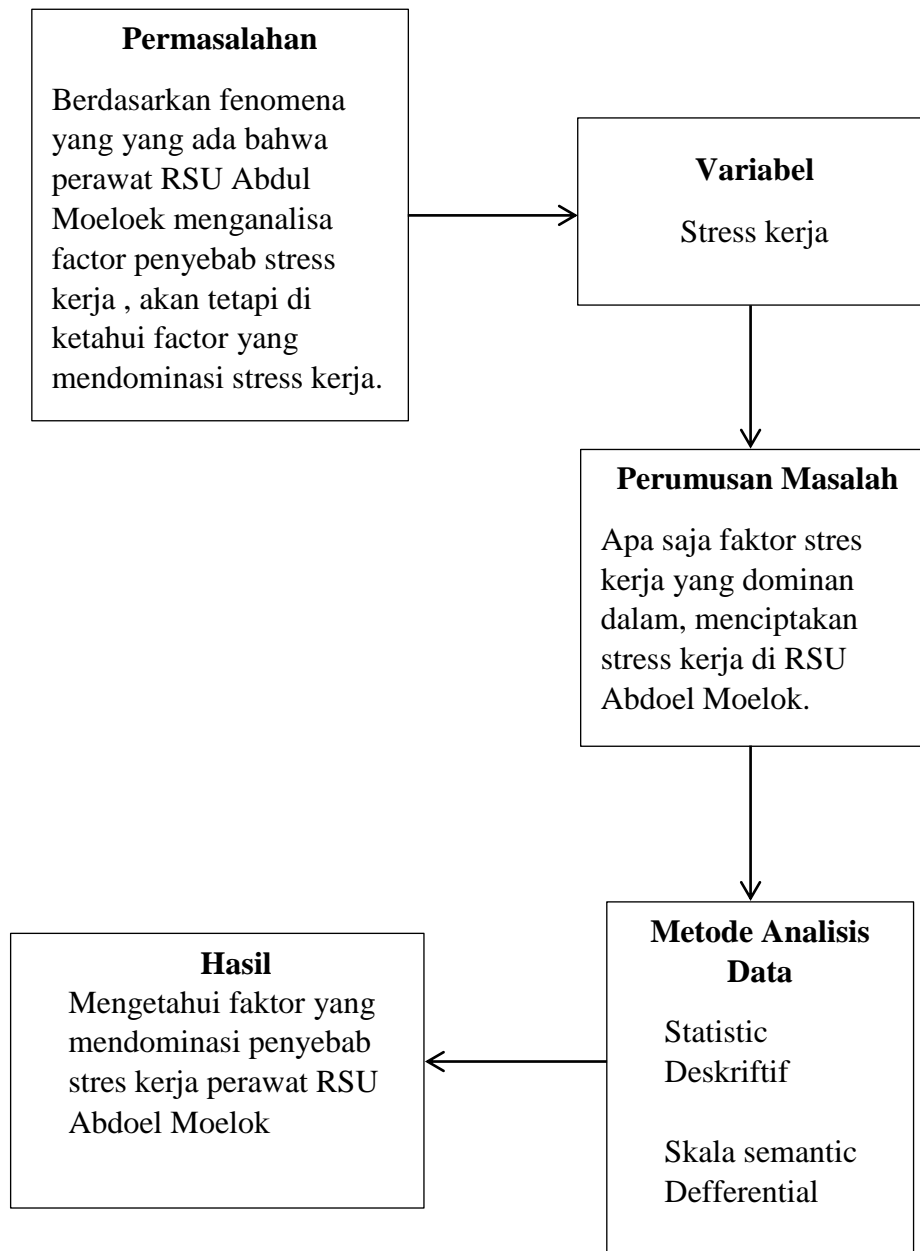 Permasalahan
Berdasarkan fenomena
yang yang ada bahwa
perawat RSU Abdul
Moeloek menganalisa
factor penyebab stress
kerja , akan tetapi di
ketahui factor yang
mendominasi stress kerja.
Variabel
Stress kerja
Perumusan Masalah
Apa saja faktor stres
kerja yang dominan
dalam, menciptakan
stress kerja di RSU
Abdoel Moelok.
Metode Analisis
Data
Statistic
Deskriftif
Skala semantic
Defferential
Hasil
Mengetahui faktor yang
mendominasi penyebab
stres kerja perawat RSU
Abdoel Moelok